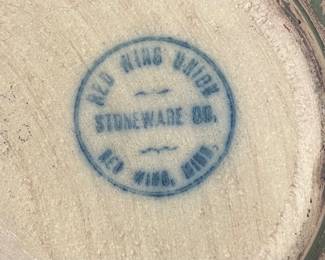 RED WING UNION
STONEWARE CO.
RED WING, MINN.